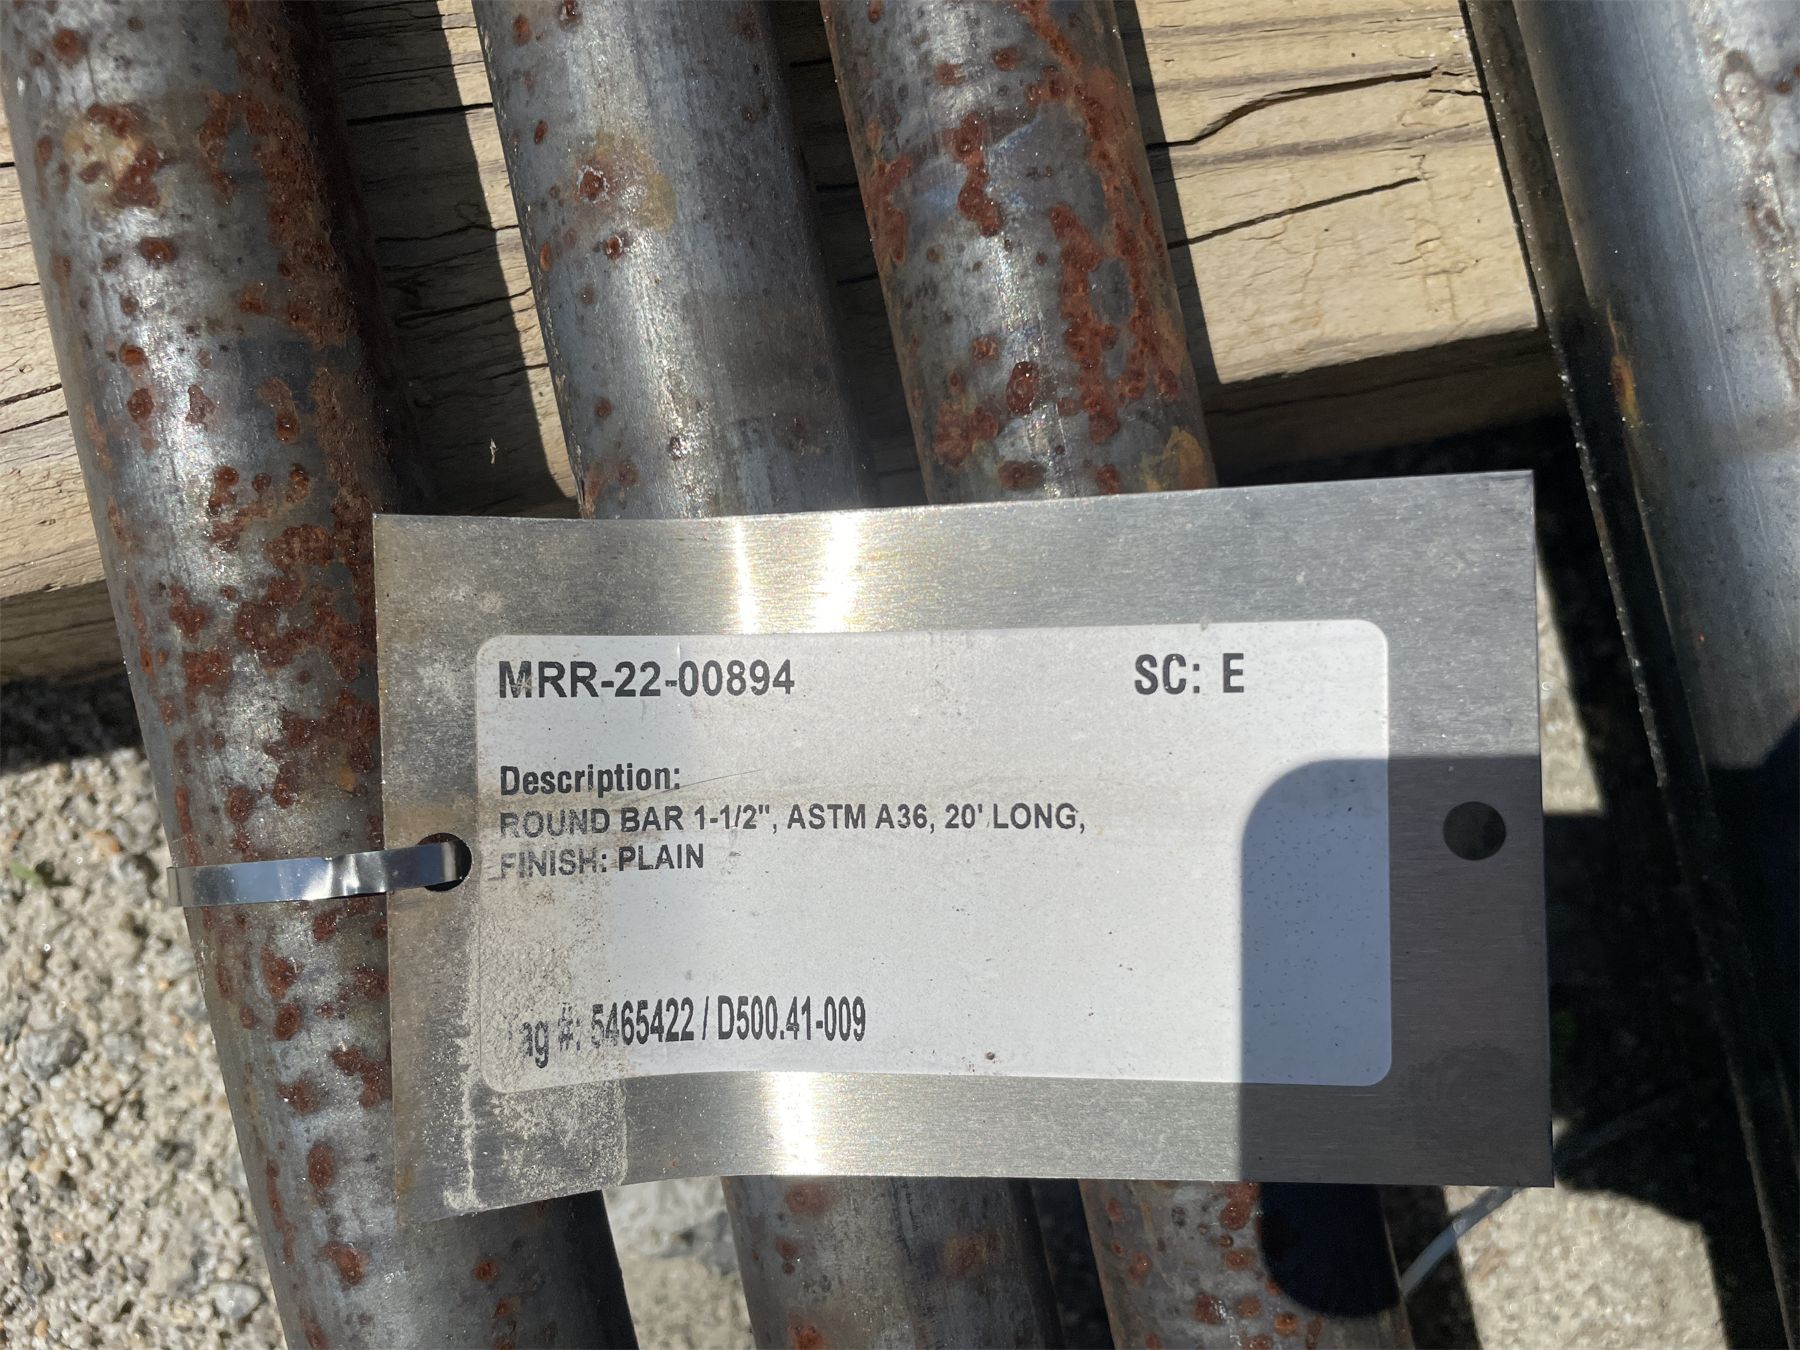 MRR-22-00894 SC: E
Description:
ROUND BAR 1-1/2", ASTM A36, 20' LONG,
FINISH: PLAIN
Tag #: 5465422 / D500.41-009